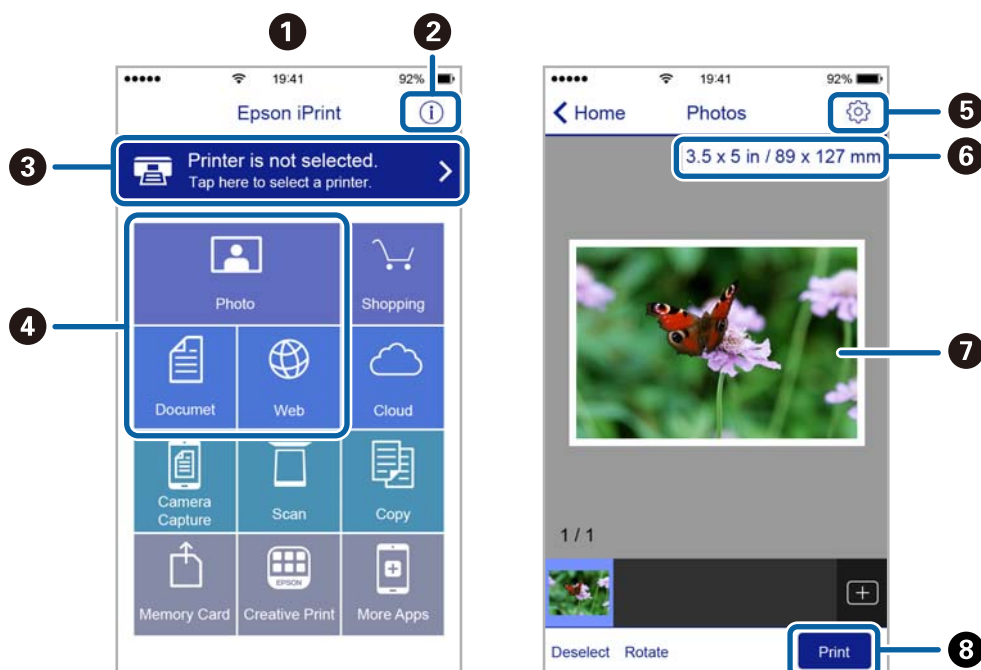 1
2
19:41
92%
Epson iPrint
i
3
Printer is not selected.
Tap here to select a printer.
4
Photo
Shopping
Documet
Web
Cloud
Camera
Capture
Scan
Copy
Memory Card
EPSON
Creative Print
More Apps
19:41
92%
Home
Photos
5
3.5 x 5 in / 89 x 127 mm
6
7
1 / 1
Deselect
Rotate
Print
8